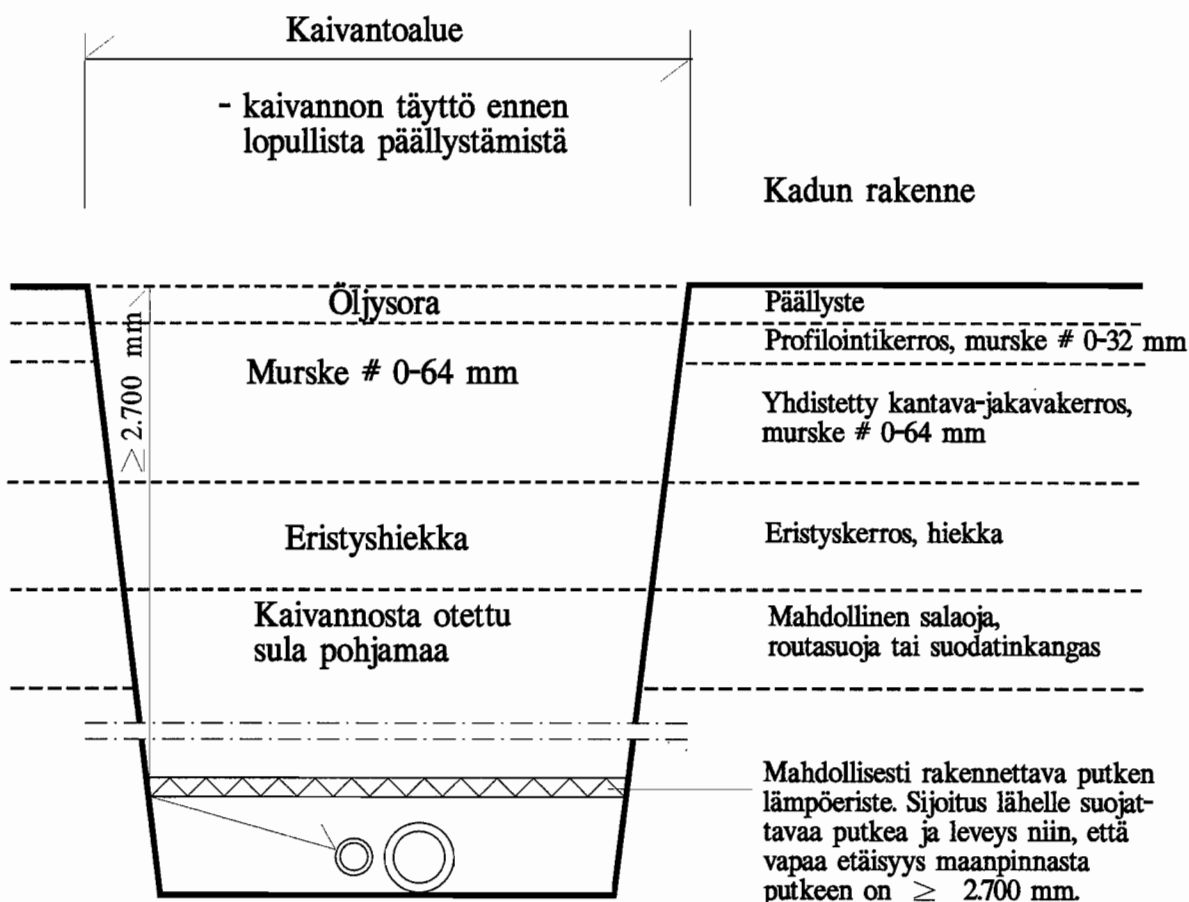 Kaivantoalue
- kaivannon täyttö ennen
lopullista päällystämistä
Kadun rakenne
Öljysora
Päällyste
Profilointikerros, murske # 0-32 mm
Murske # 0-64 mm
Yhdistetty kantava-jakavakerros,
murske # 0-64 mm
≥ 2.700 mm
Eristyshiekka
Eristyskerros, hiekka
Kaivannosta otettu
sula pohjamaa
Mahdollinen salaoja,
routasuoja tai suodatinkangas
Mahdollisesti rakennettava putken
lämpöeriste. Sijoitus lähelle suojat-
tavaa putkea ja leveys niin, että
vapaa etäisyys maanpinnasta
putkeen on ≥ 2.700 mm.